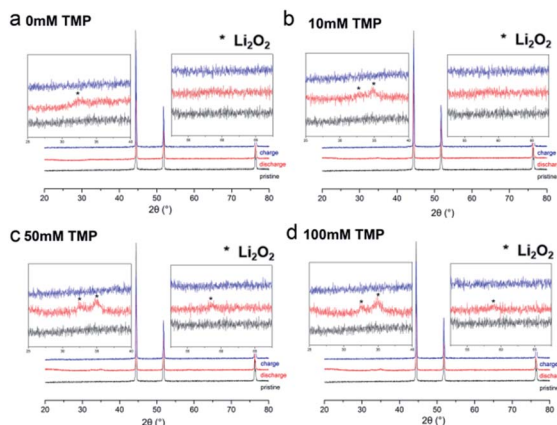 a 0mM TMP
* Li₂O₂
*
charge
discharge
pristine
20 30 40 50 60 70 80
2θ (°)
b 10mM TMP
* Li₂O₂
* *
charge
discharge
pristine
20 30 40 50 60 70 80
2θ (°)
c 50mM TMP
* Li₂O₂
* * *
charge
discharge
pristine
20 30 40 50 60 70 80
2θ (°)
d 100mM TMP
* Li₂O₂
* * *
charge
discharge
pristine
20 30 40 50 60 70 80
2θ (°)